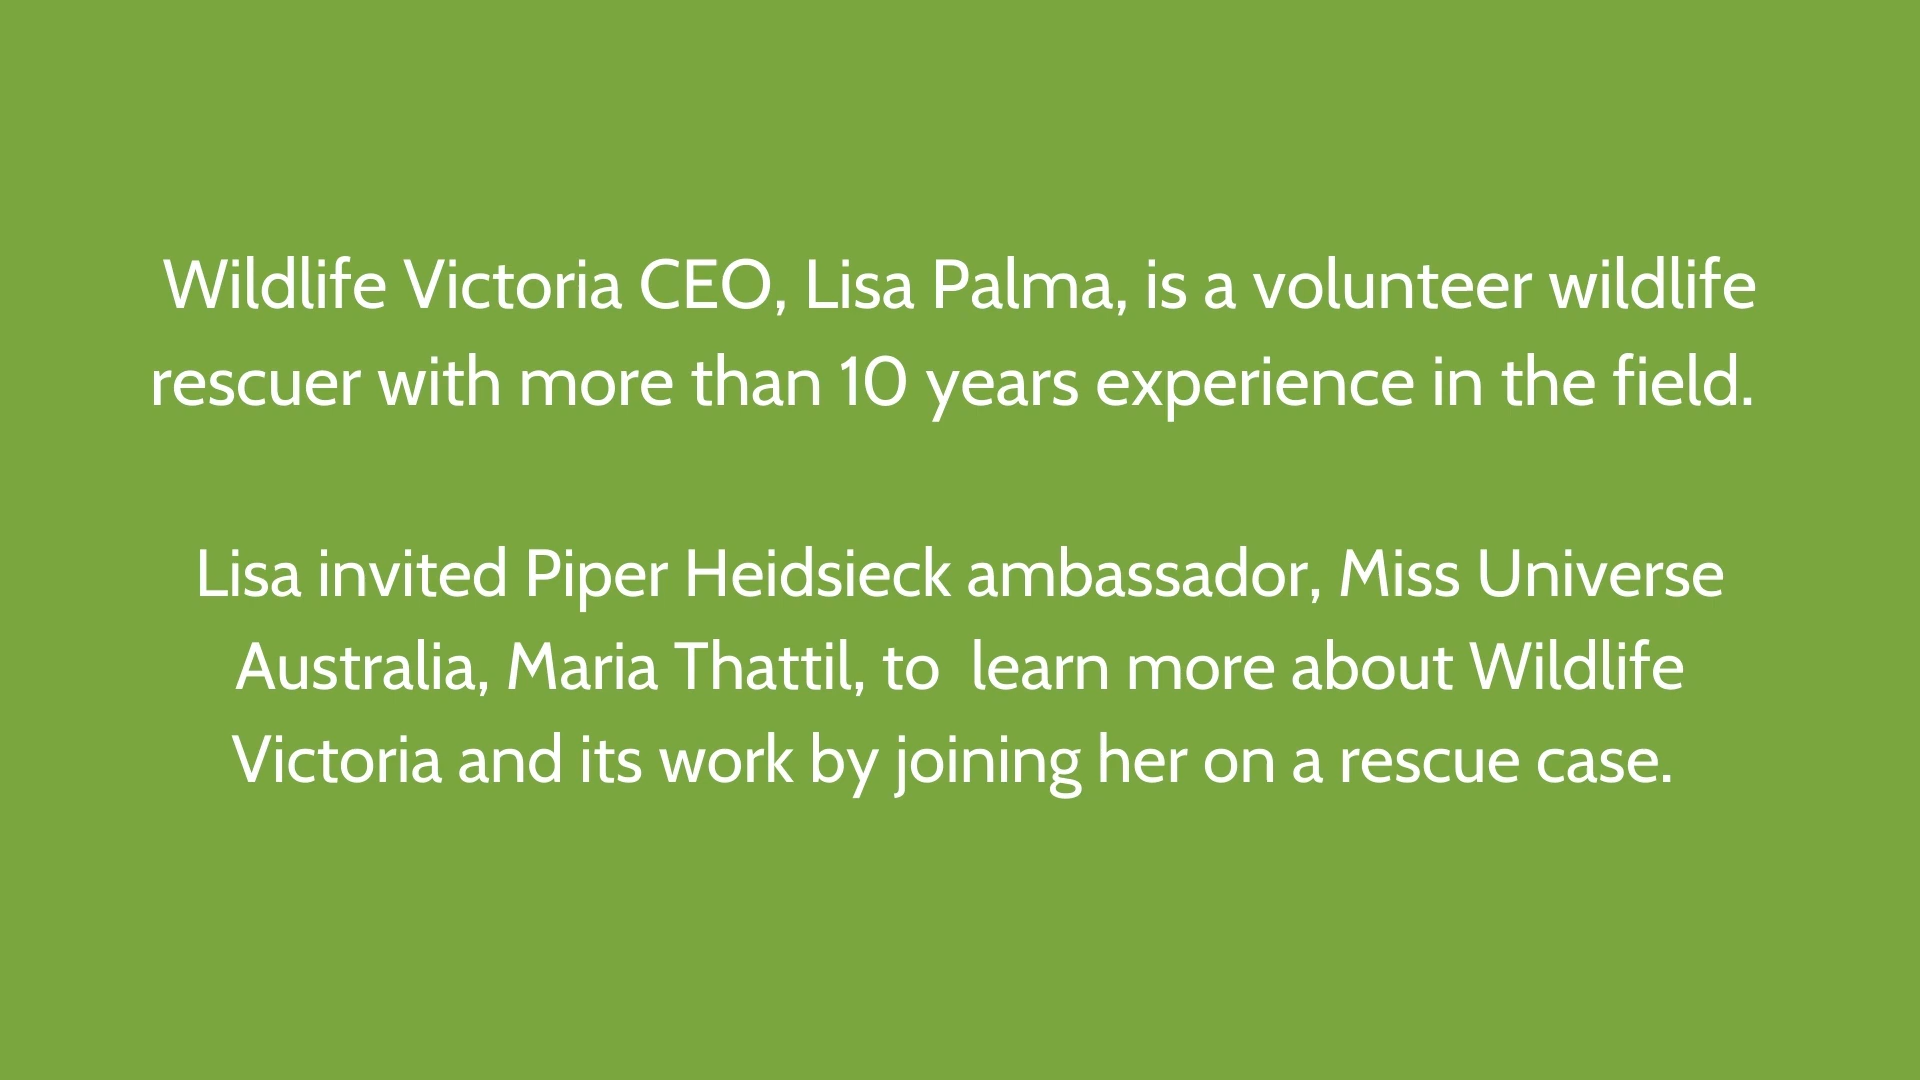 Wildlife Victoria CEO, Lisa Palma, is a volunteer wildlife
rescuer with more than 10 years experience in the field.
Lisa invited Piper Heidsieck ambassador, Miss Universe
Australia, Maria Thattil, to  learn more about Wildlife
Victoria and its work by joining her on a rescue case.